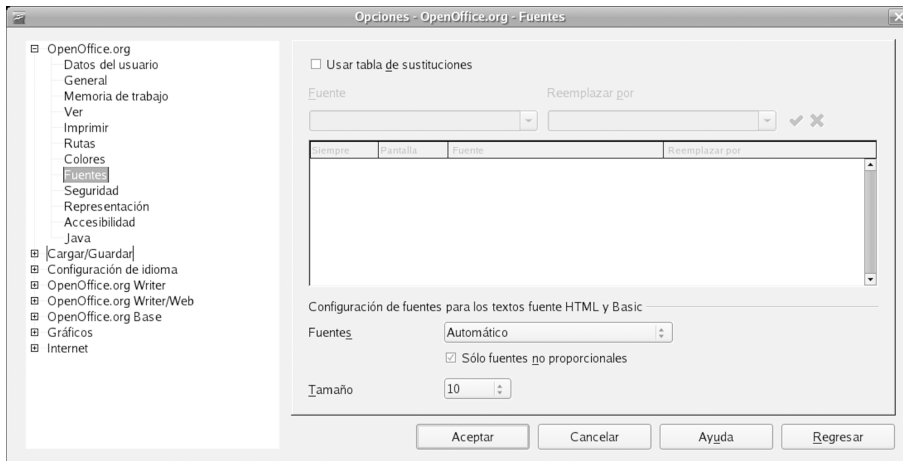 Opciones - OpenOffice.org - Fuentes
OpenOffice.org
Datos del usuario
General
Memoria de trabajo
Ver
Imprimir
Rutas
Colores
Fuentes
Seguridad
Representación
Accesibilidad
Java
Cargar/Guardar
Configuración de idioma
OpenOffice.org Writer
OpenOffice.org Writer/Web
OpenOffice.org Base
Gráficos
Internet
Usar tabla de sustituciones
Fuente Reemplazar por
Siempre Pantalla Fuente Reemplazar por
Configuración de fuentes para los textos fuente HTML y Basic
Fuentes Automático
Sólo fuentes no proporcionales
Tamaño 10
Aceptar Cancelar Ayuda Regresar